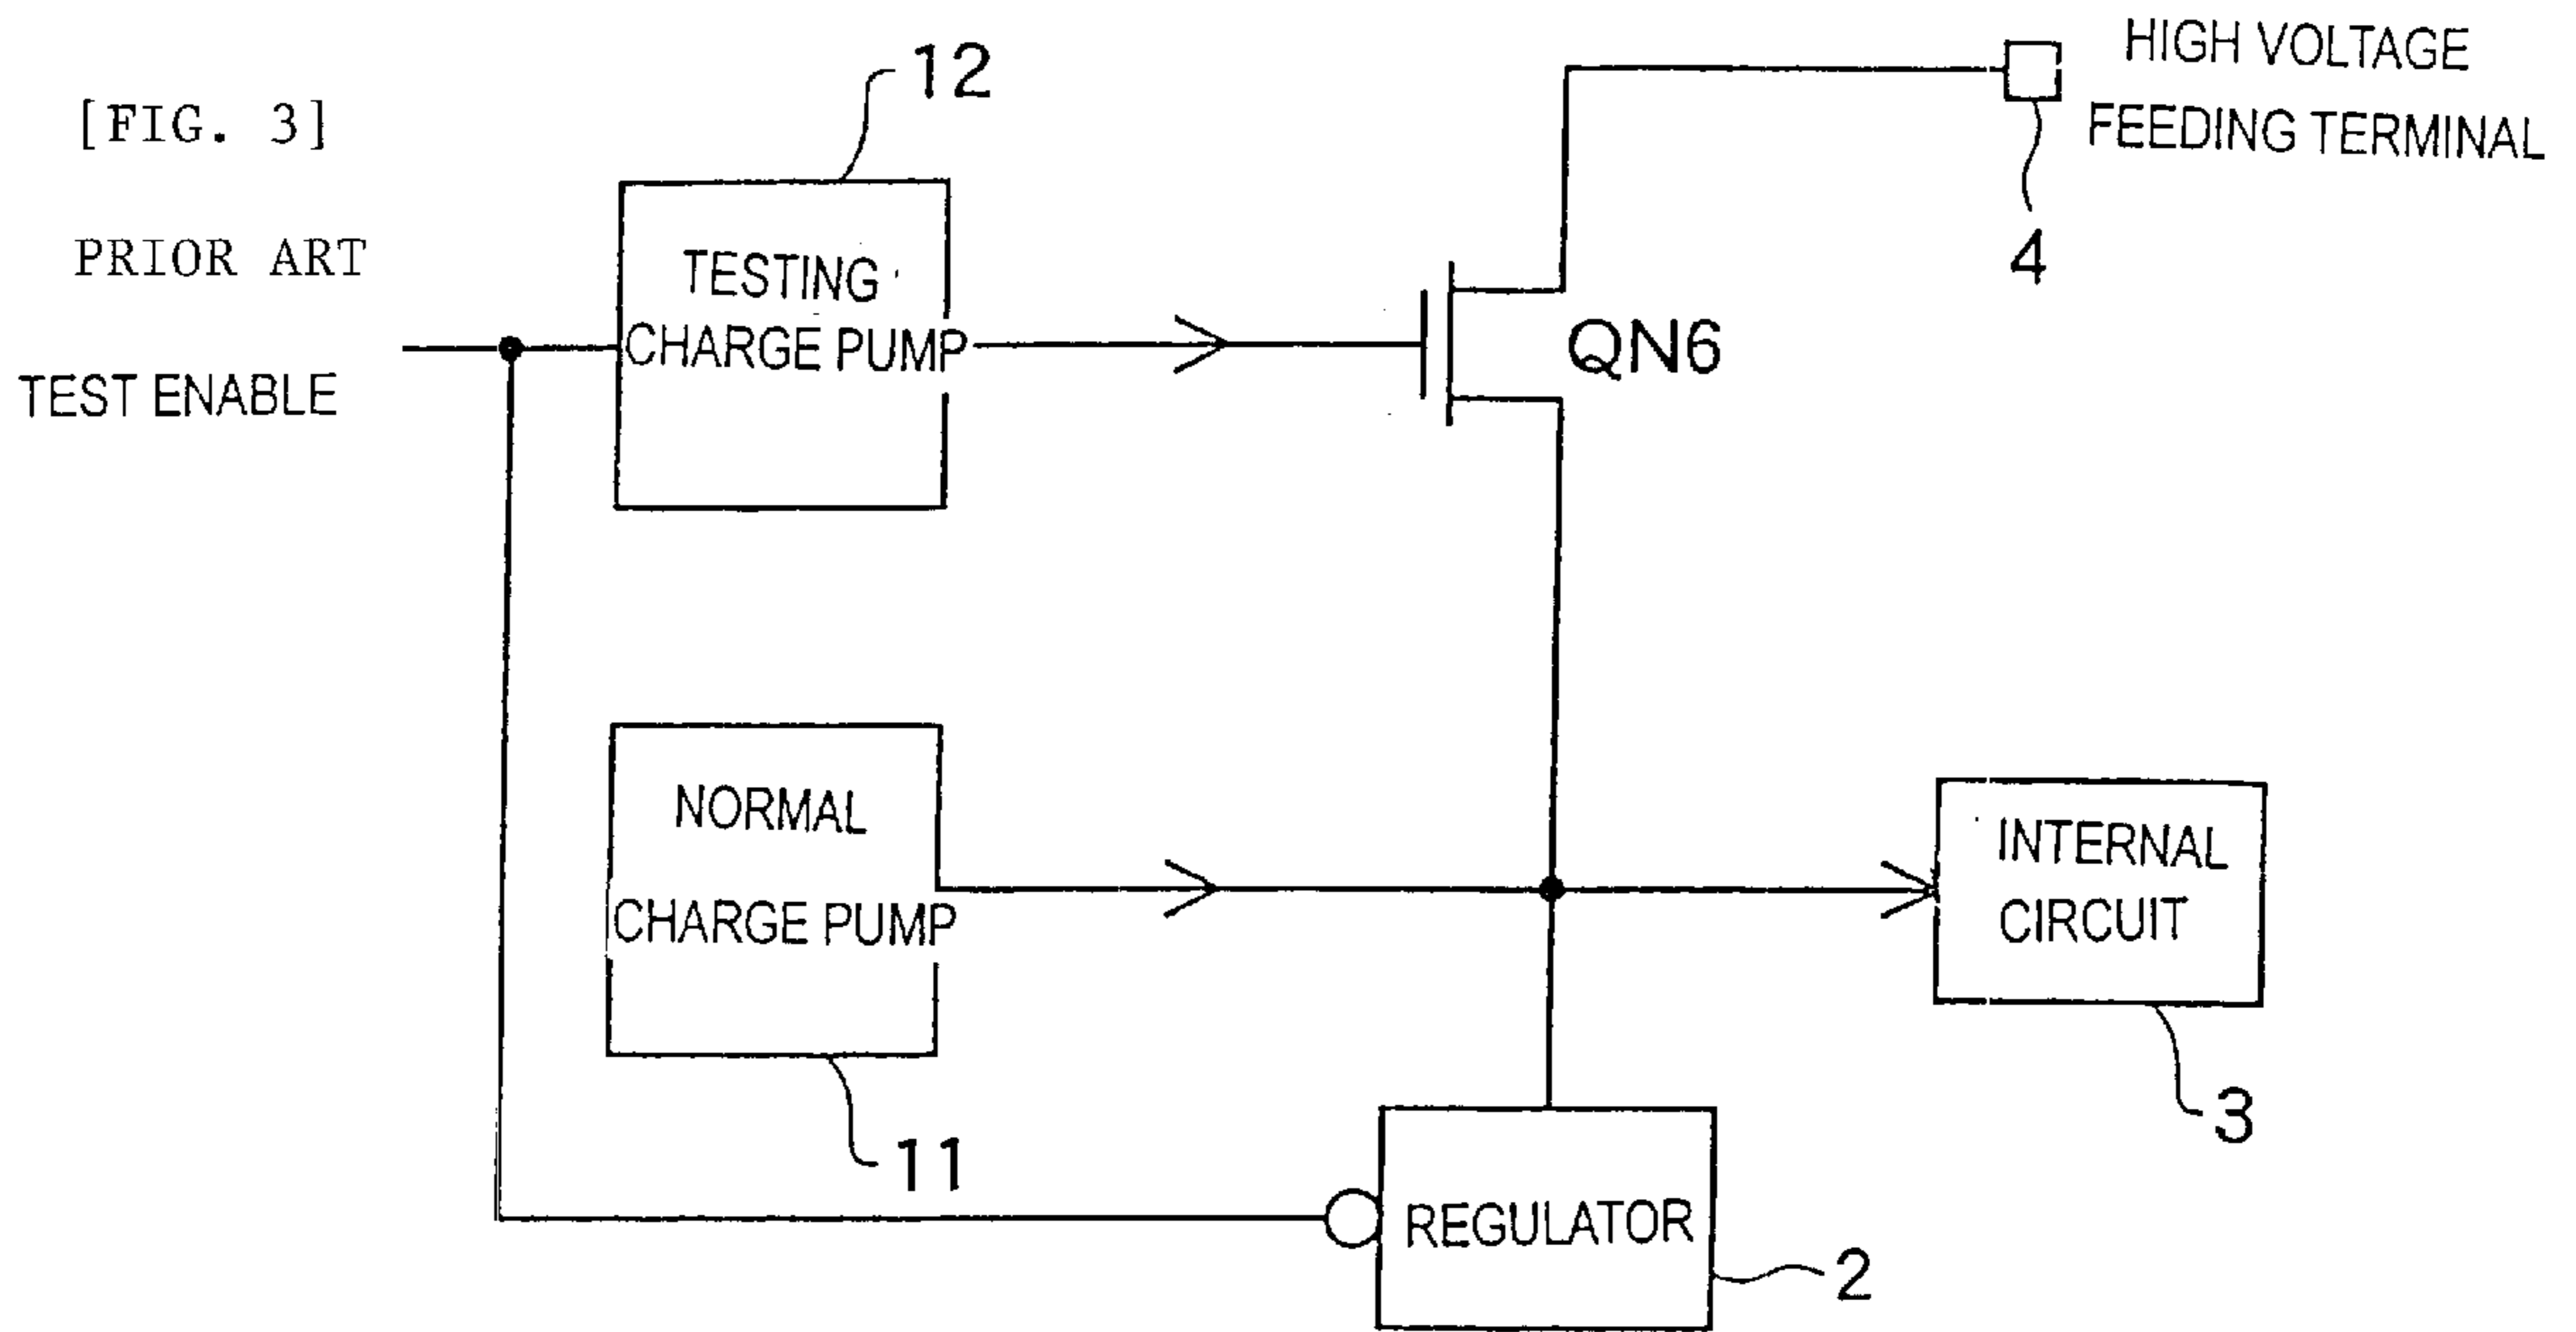 [FIG. 3]
PRIOR ART
TEST ENABLE
12
TESTING
CHARGE PUMP
HIGH VOLTAGE
FEEDING TERMINAL
4
QN6
NORMAL
CHARGE PUMP
11
INTERNAL
CIRCUIT
3
REGULATOR
2